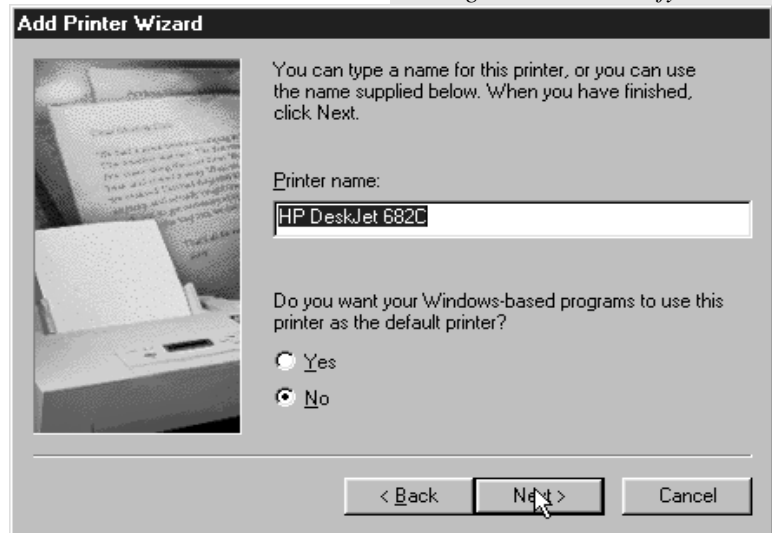 Add Printer Wizard
You can type a name for this printer, or you can use
the name supplied below. When you have finished,
click Next.
Printer name:
HP DeskJet 682C
Do you want your Windows-based programs to use this
printer as the default printer?
Yes
No
< Back Next > Cancel